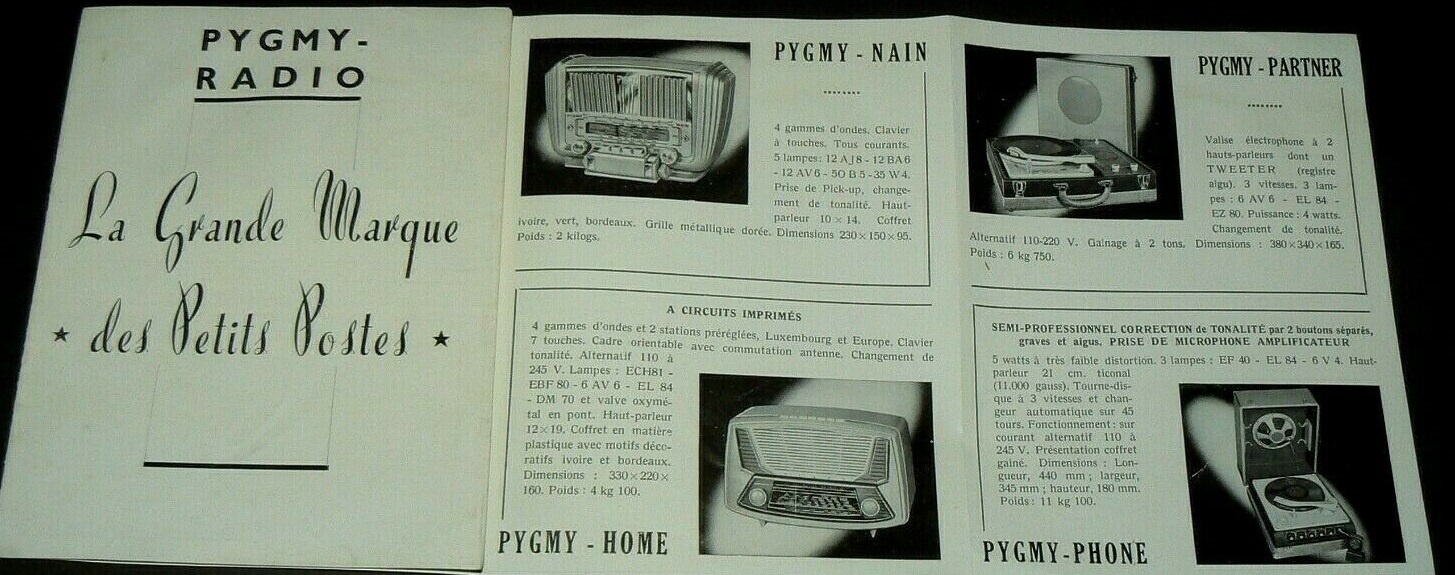 PYGMY-
RADIO
La Grande Marque
★ des Petits Postes ★
PYGMY - NAIN
........
4 gammes d'ondes. Clavier
à touches. Tous courants.
5 lampes : 12 AJ 8 - 12 BA 6
- 12 AV 6 - 50 B 5 - 35 W 4.
Prise de Pick-up, change-
ment de tonalité. Haut-
parleur 10 × 14. Coffret
ivoire, vert, bordeaux. Grille métallique dorée. Dimensions 230 × 150 × 95.
Poids : 2 kilogs.
A CIRCUITS IMPRIMÉS
4 gammes d'ondes et 2 stations préréglées, Luxembourg et Europe. Clavier
7 touches. Cadre orientable avec commutation antenne. Changement de
tonalité. Alternatif 110 à
245 V. Lampes : ECH81 -
EBF 80 - 6 AV 6 - EL 84
- DM 70 et valve oxymé-
tal en pont. Haut-parleur
12 × 19. Coffret en matière
plastique avec motifs déco-
ratifs ivoire et bordeaux.
Dimensions : 330 × 220 ×
160. Poids : 4 kg 100.
PYGMY - HOME
PYGMY - PARTNER
........
Valise électrophone à 2
hauts-parleurs dont un
TWEETER (registre
aigu). 3 vitesses. 3 lam-
pes : 6 AV 6 - EL 84 -
EZ 80. Puissance : 4 watts.
Changement de tonalité.
Alternatif 110-220 V. Gainage à 2 tons. Dimensions : 380 × 340 × 165.
Poids : 6 kg 750.
SEMI-PROFESSIONNEL CORRECTION de TONALITÉ par 2 boutons séparés,
graves et aigus. PRISE DE MICROPHONE AMPLIFICATEUR
5 watts à très faible distortion. 3 lampes : EF 40 - EL 84 - 6 V 4. Haut-
parleur 21 cm. ticonal
(11.000 gauss). Tourne-dis-
que à 3 vitesses et chan-
geur automatique sur 45
tours. Fonctionnement : sur
courant alternatif 110 à
245 V. Présentation coffret
gainé. Dimensions : Lon-
gueur, 440 mm ; largeur,
345 mm ; hauteur, 180 mm.
Poids : 11 kg 100.
PYGMY-PHONE